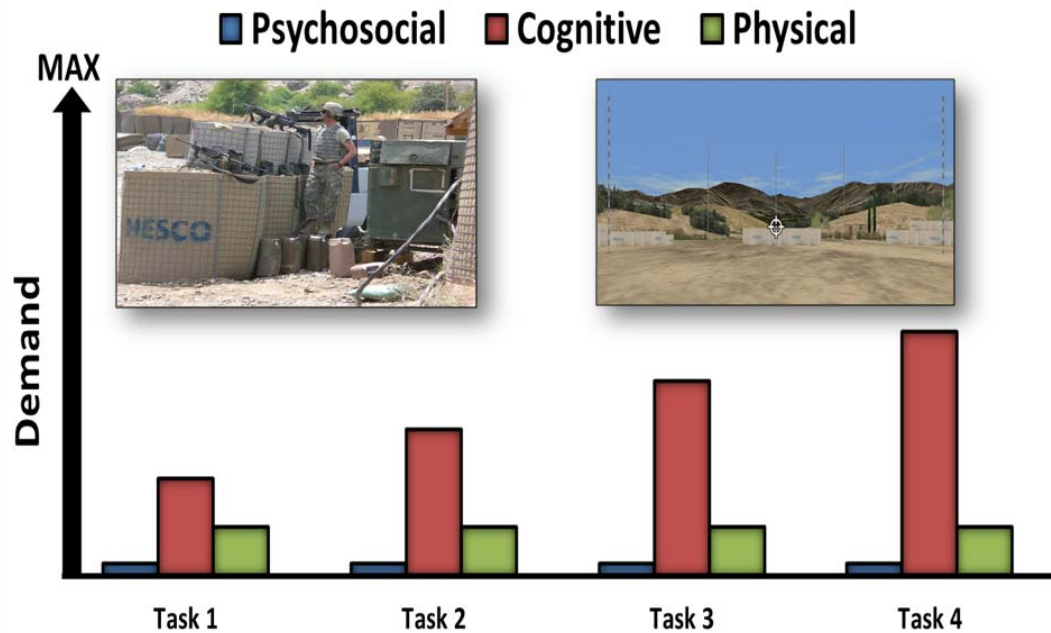 Psychosocial Cognitive Physical
MAX
HESCO
Demand
Task 1 Task 2 Task 3 Task 4